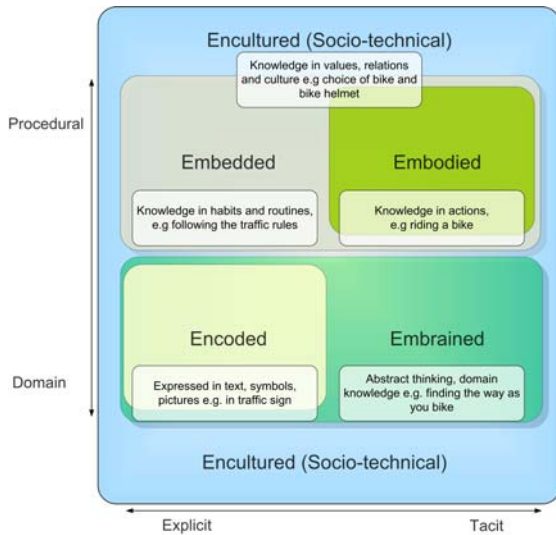 Encultured (Socio-technical)
Knowledge in values, relations
and culture e.g choice of bike and
bike helmet
Procedural
Embedded
Embodied
Knowledge in habits and routines,
e.g following the traffic rules
Knowledge in actions,
e.g riding a bike
Encoded
Embrained
Domain
Expressed in text, symbols,
pictures e.g. in traffic sign
Abstract thinking, domain
knowledge e.g. finding the way as
you bike
Encultured (Socio-technical)
Explicit
Tacit